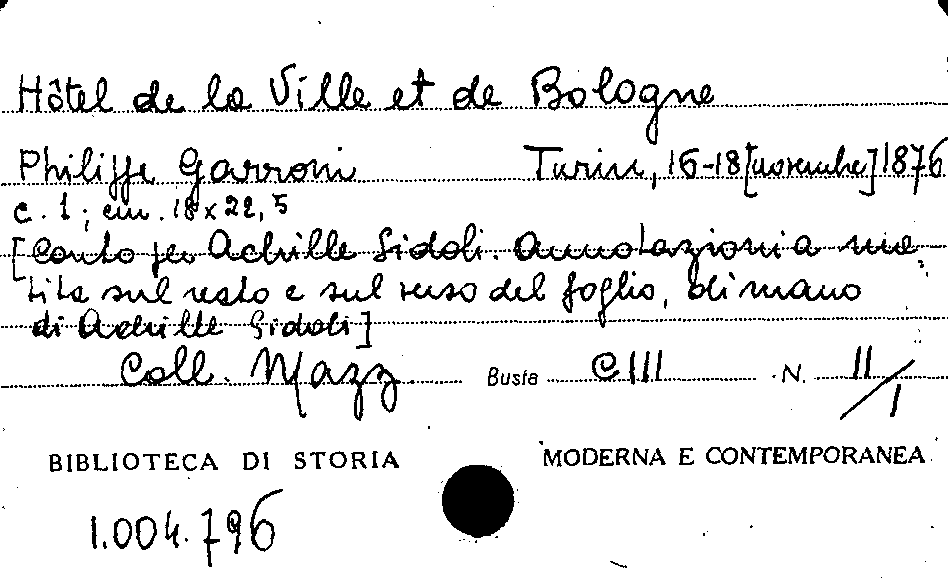 Hôtel de la Ville et de Bologne
Philippe Garroni Turin, 16-18 [novembre] 1876
c. 1; cm. 18 x 22,5
[Conto per Achille Sidoli. Annotazioni a ma-
tita sul recto e sul verso del foglio, di mano
di Achille Sidoli]
Coll. Mazz. Busta CIII N. 11/1
BIBLIOTECA DI STORIA MODERNA E CONTEMPORANEA
1.004.796